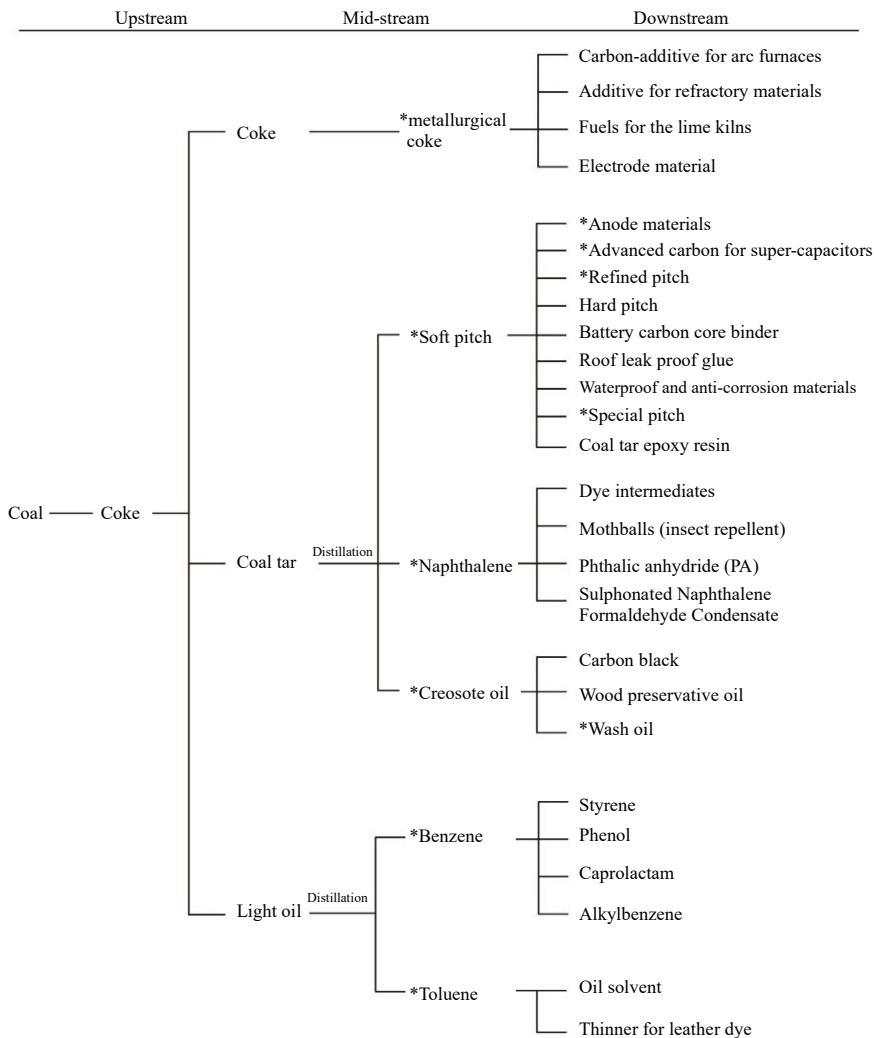 Upstream Mid-stream Downstream
Carbon-additive for arc furnaces
Additive for refractory materials
Coke *metallurgical coke Fuels for the lime kilns
Electrode material
*Anode materials
*Advanced carbon for super-capacitors
*Refined pitch
Hard pitch
*Soft pitch Battery carbon core binder
Roof leak proof glue
Waterproof and anti-corrosion materials
*Special pitch
Coal tar epoxy resin
Coal Coke
Dye intermediates
Mothballs (insect repellent)
Coal tar Distillation *Naphthalene Phthalic anhydride (PA)
Sulphonated Naphthalene
Formaldehyde Condensate
Carbon black
*Creosote oil Wood preservative oil
*Wash oil
Styrene
*Benzene Phenol
Caprolactam
Light oil Distillation Alkylbenzene
*Toluene Oil solvent
Thinner for leather dye